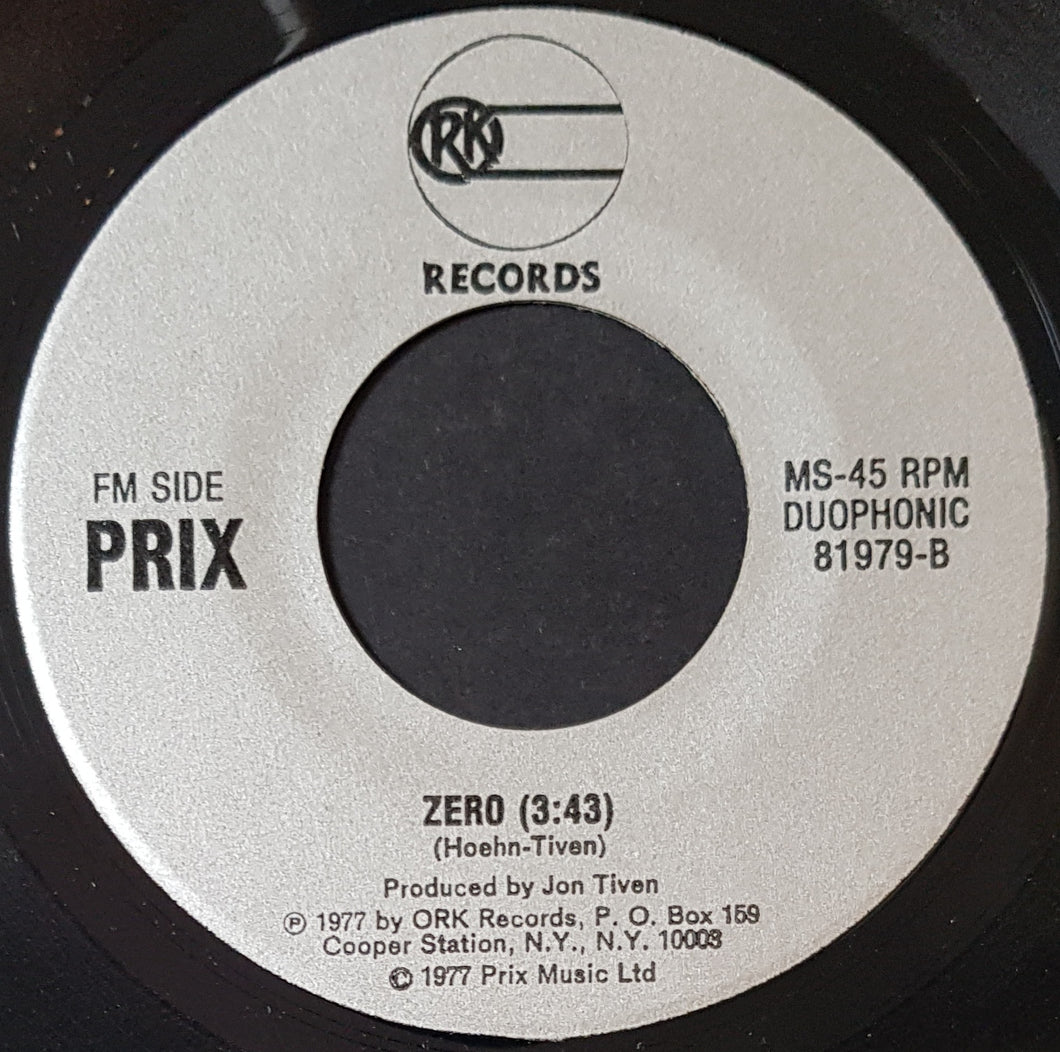 ORK
RECORDS
FM SIDE
PRIX
MS-45 RPM
DUOPHONIC
81979-B
ZERO (3:43)
(Hoehn-Tiven)
Produced by Jon Tiven
℗ 1977 by ORK Records, P. O. Box 159
Cooper Station, N.Y., N.Y. 10003
© 1977 Prix Music Ltd